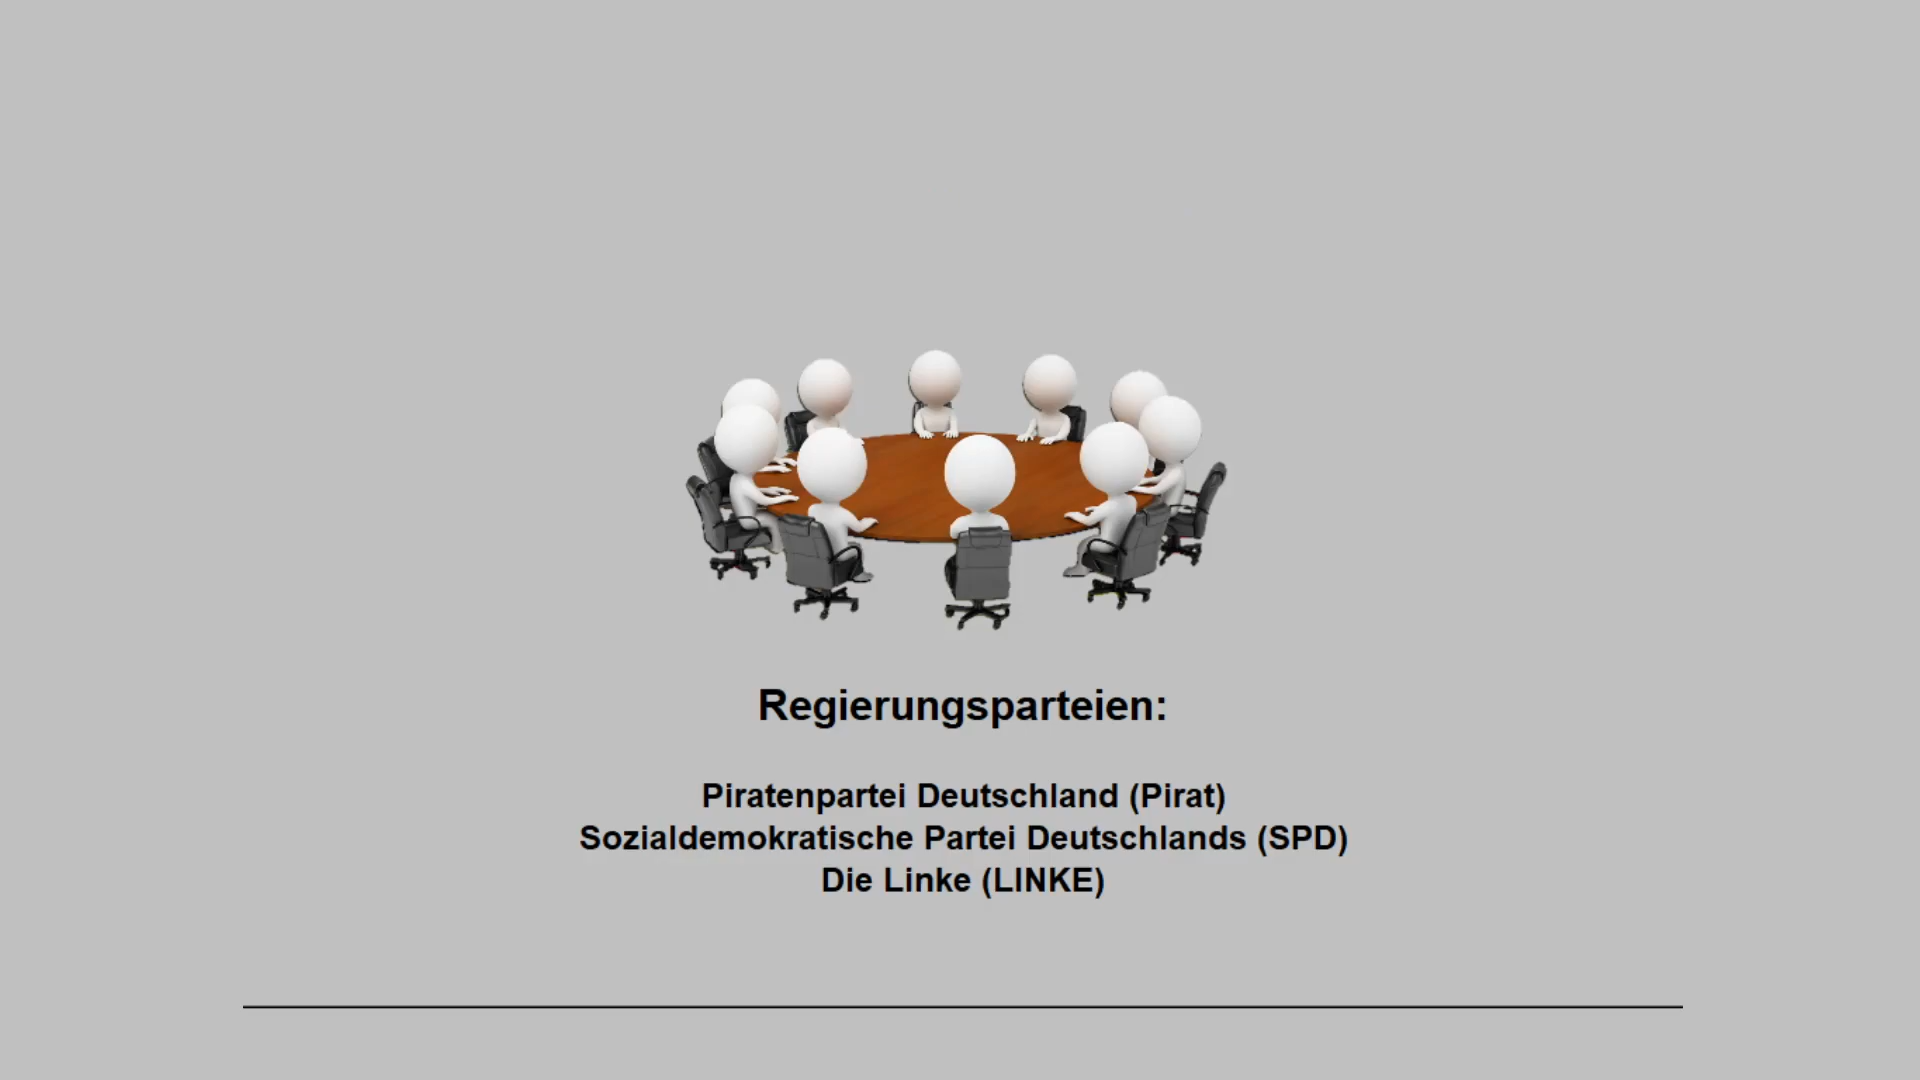 Regierungsparteien:
Piratenpartei Deutschland (Pirat)
Sozialdemokratische Partei Deutschlands (SPD)
Die Linke (LINKE)